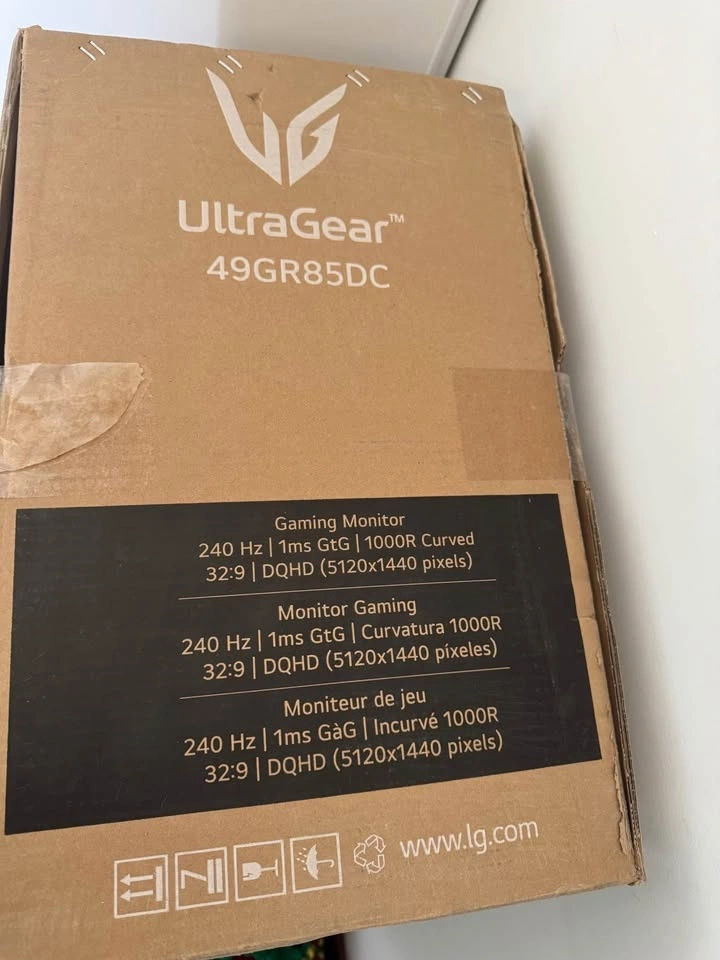 UG
UltraGear™
49GR85DC
Gaming Monitor
240 Hz | 1ms GtG | 1000R Curved
32:9 | DQHD (5120x1440 pixels)
Monitor Gaming
240 Hz | 1ms GtG | Curvatura 1000R
32:9 | DQHD (5120x1440 píxeles)
Moniteur de jeu
240 Hz | 1ms GàG | Incurvé 1000R
32:9 | DQHD (5120x1440 pixels)
www.lg.com